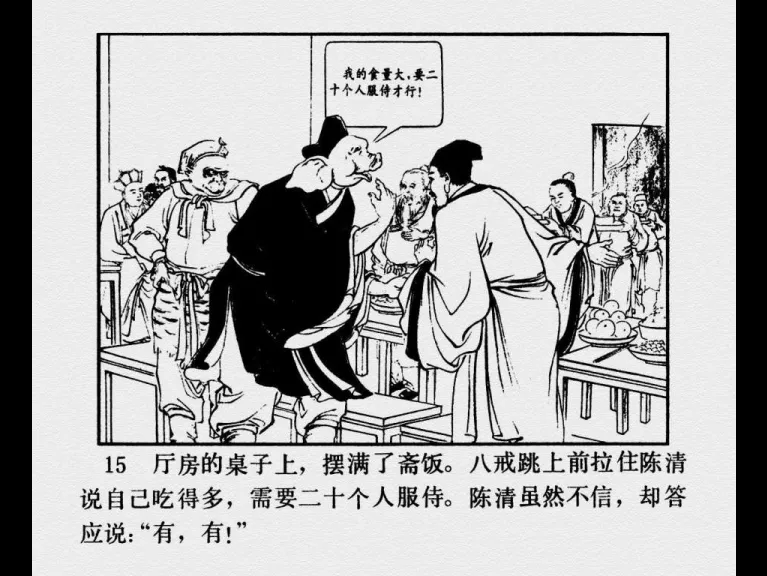 我的食量大，要二
十个人服侍才行！
15 厅房的桌子上，摆满了斋饭。八戒跳上前拉住陈清
说自己吃得多，需要二十个人服侍。陈清虽然不信，却答
应说：“有，有！”